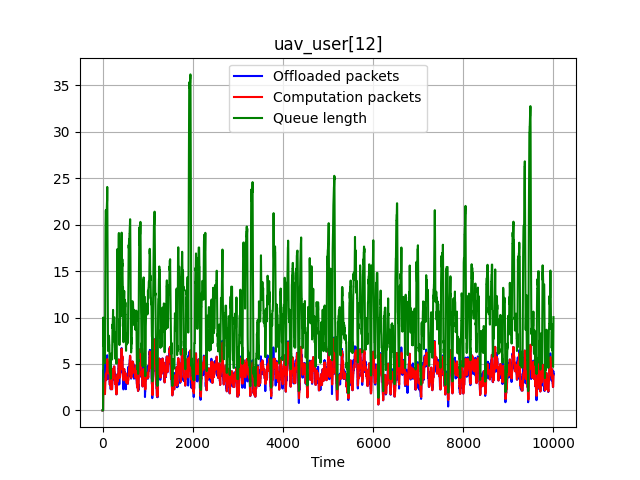 uav_user[12]
Offloaded packets
Computation packets
Queue length
35
30
25
20
15
10
5
0
0 2000 4000 6000 8000 10000
Time